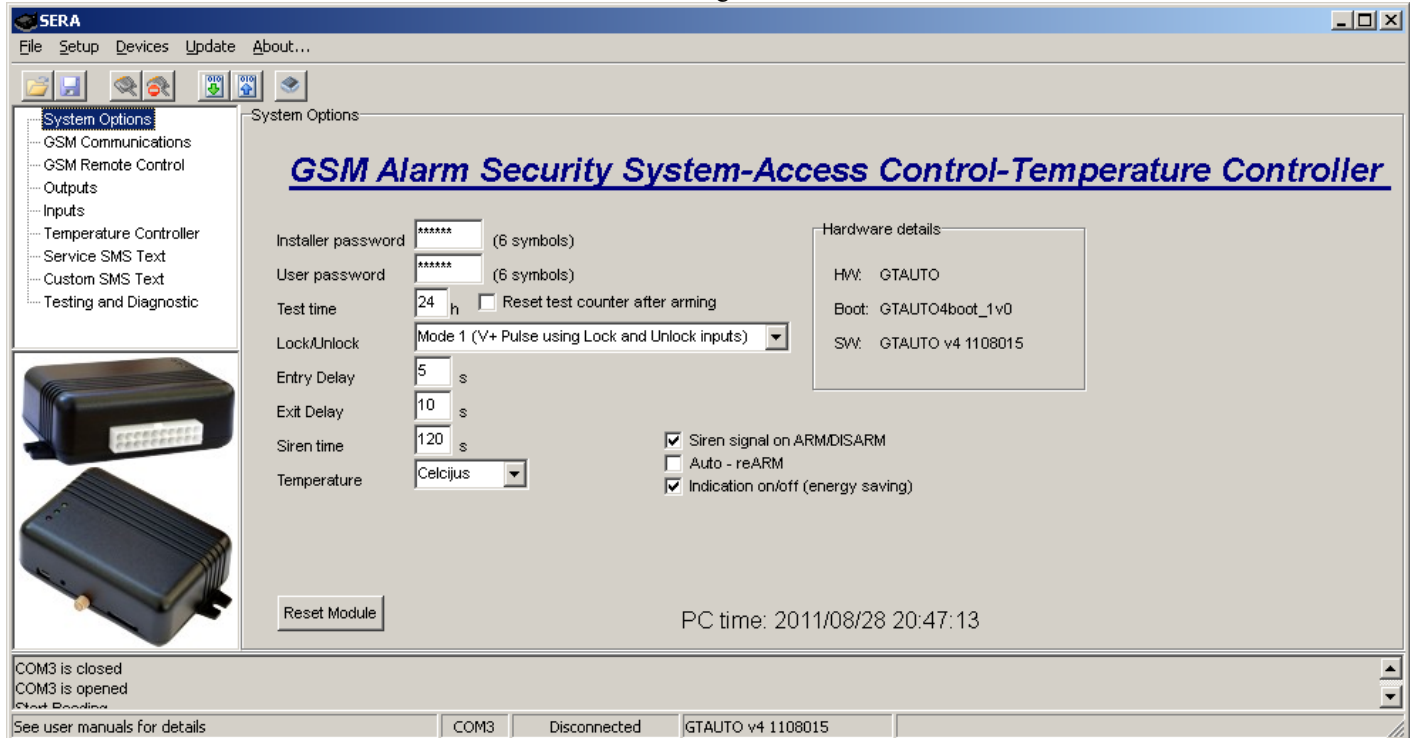 SERA
File Setup Devices Update About...
System Options
GSM Communications
GSM Remote Control
Outputs
Inputs
Temperature Controller
Service SMS Text
Custom SMS Text
Testing and Diagnostic
System Options
GSM Alarm Security System-Access Control-Temperature Controller
Installer password ****** (6 symbols)
User password ****** (6 symbols)
Test time 24 h Reset test counter after arming
Lock/Unlock Mode 1 (V+ Pulse using Lock and Unlock inputs)
Entry Delay 5 s
Exit Delay 10 s
Siren time 120 s
Temperature Celcijus
Hardware details
HW: GTAUTO
Boot: GTAUTO4boot_1v0
SW: GTAUTO v4 1108015
Siren signal on ARM/DISARM
Auto - reARM
Indication on/off (energy saving)
Reset Module
PC time: 2011/08/28 20:47:13
COM3 is closed
COM3 is opened
Start Reading
See user manuals for details COM3 Disconnected GTAUTO v4 1108015